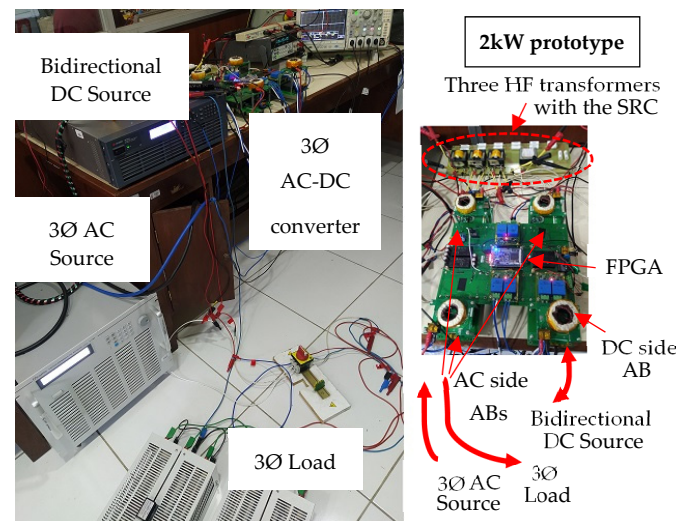 Bidirectional
DC Source
3Ø
AC-DC
converter
3Ø AC
Source
3Ø Load
2kW prototype
Three HF transformers
with the SRC
FPGA
DC side
AB
AC side
ABs
Bidirectional
DC Source
3Ø AC
Source
3Ø
Load